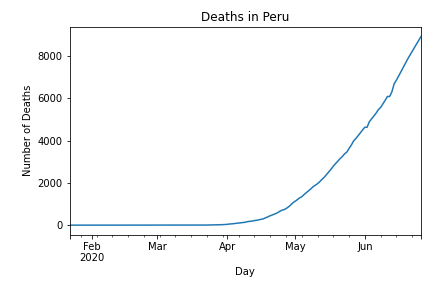 Deaths in Peru
Number of Deaths
8000
6000
4000
2000
0
Feb
2020
Mar
Apr
May
Jun
Day